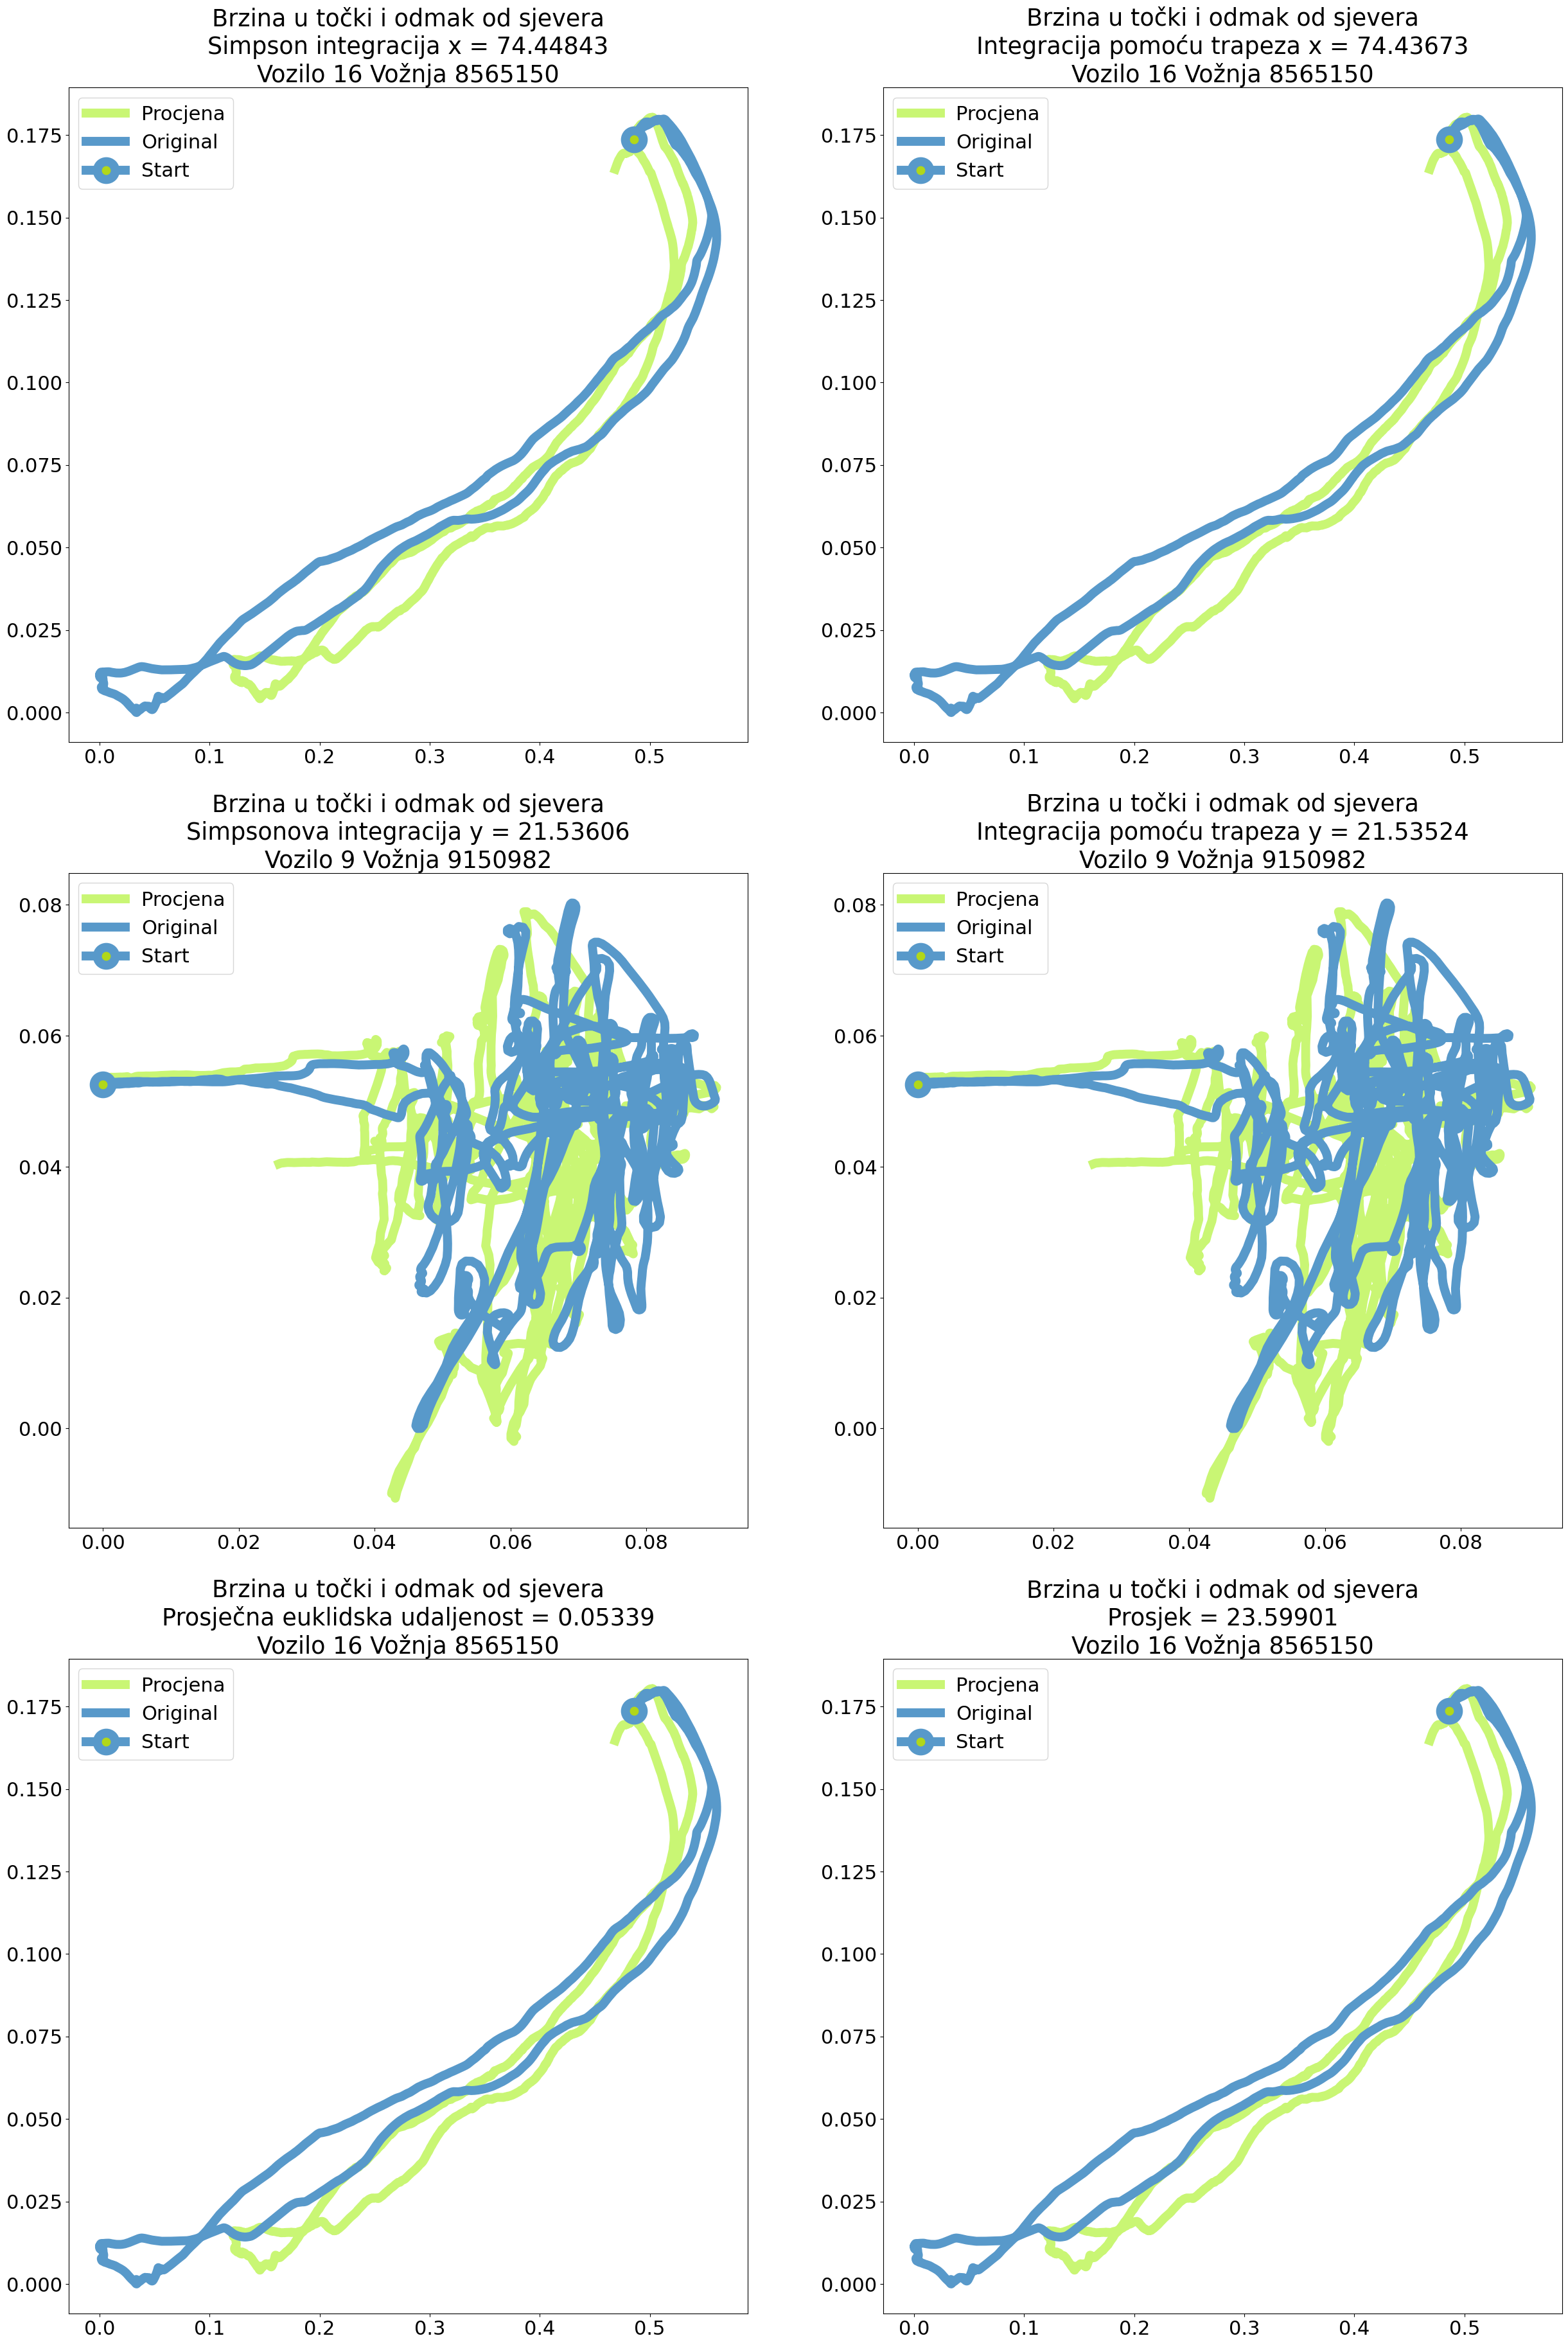 Brzina u točki i odmak od sjevera
Simpson integracija x = 74.44843
Vozilo 16 Vožnja 8565150
Procjena
Original
Start
0.175
0.150
0.125
0.100
0.075
0.050
0.025
0.000
0.0 0.1 0.2 0.3 0.4 0.5
Brzina u točki i odmak od sjevera
Integracija pomoću trapeza x = 74.43673
Vozilo 16 Vožnja 8565150
Procjena
Original
Start
0.175
0.150
0.125
0.100
0.075
0.050
0.025
0.000
0.0 0.1 0.2 0.3 0.4 0.5
Brzina u točki i odmak od sjevera
Simpsonova integracija y = 21.53606
Vozilo 9 Vožnja 9150982
Procjena
Original
Start
0.08
0.06
0.04
0.02
0.00
0.00 0.02 0.04 0.06 0.08
Brzina u točki i odmak od sjevera
Integracija pomoću trapeza y = 21.53524
Vozilo 9 Vožnja 9150982
Procjena
Original
Start
0.08
0.06
0.04
0.02
0.00
0.00 0.02 0.04 0.06 0.08
Brzina u točki i odmak od sjevera
Prosječna euklidska udaljenost = 0.05339
Vozilo 16 Vožnja 8565150
Procjena
Original
Start
0.175
0.150
0.125
0.100
0.075
0.050
0.025
0.000
0.0 0.1 0.2 0.3 0.4 0.5
Brzina u točki i odmak od sjevera
Prosjek = 23.59901
Vozilo 16 Vožnja 8565150
Procjena
Original
Start
0.175
0.150
0.125
0.100
0.075
0.050
0.025
0.000
0.0 0.1 0.2 0.3 0.4 0.5